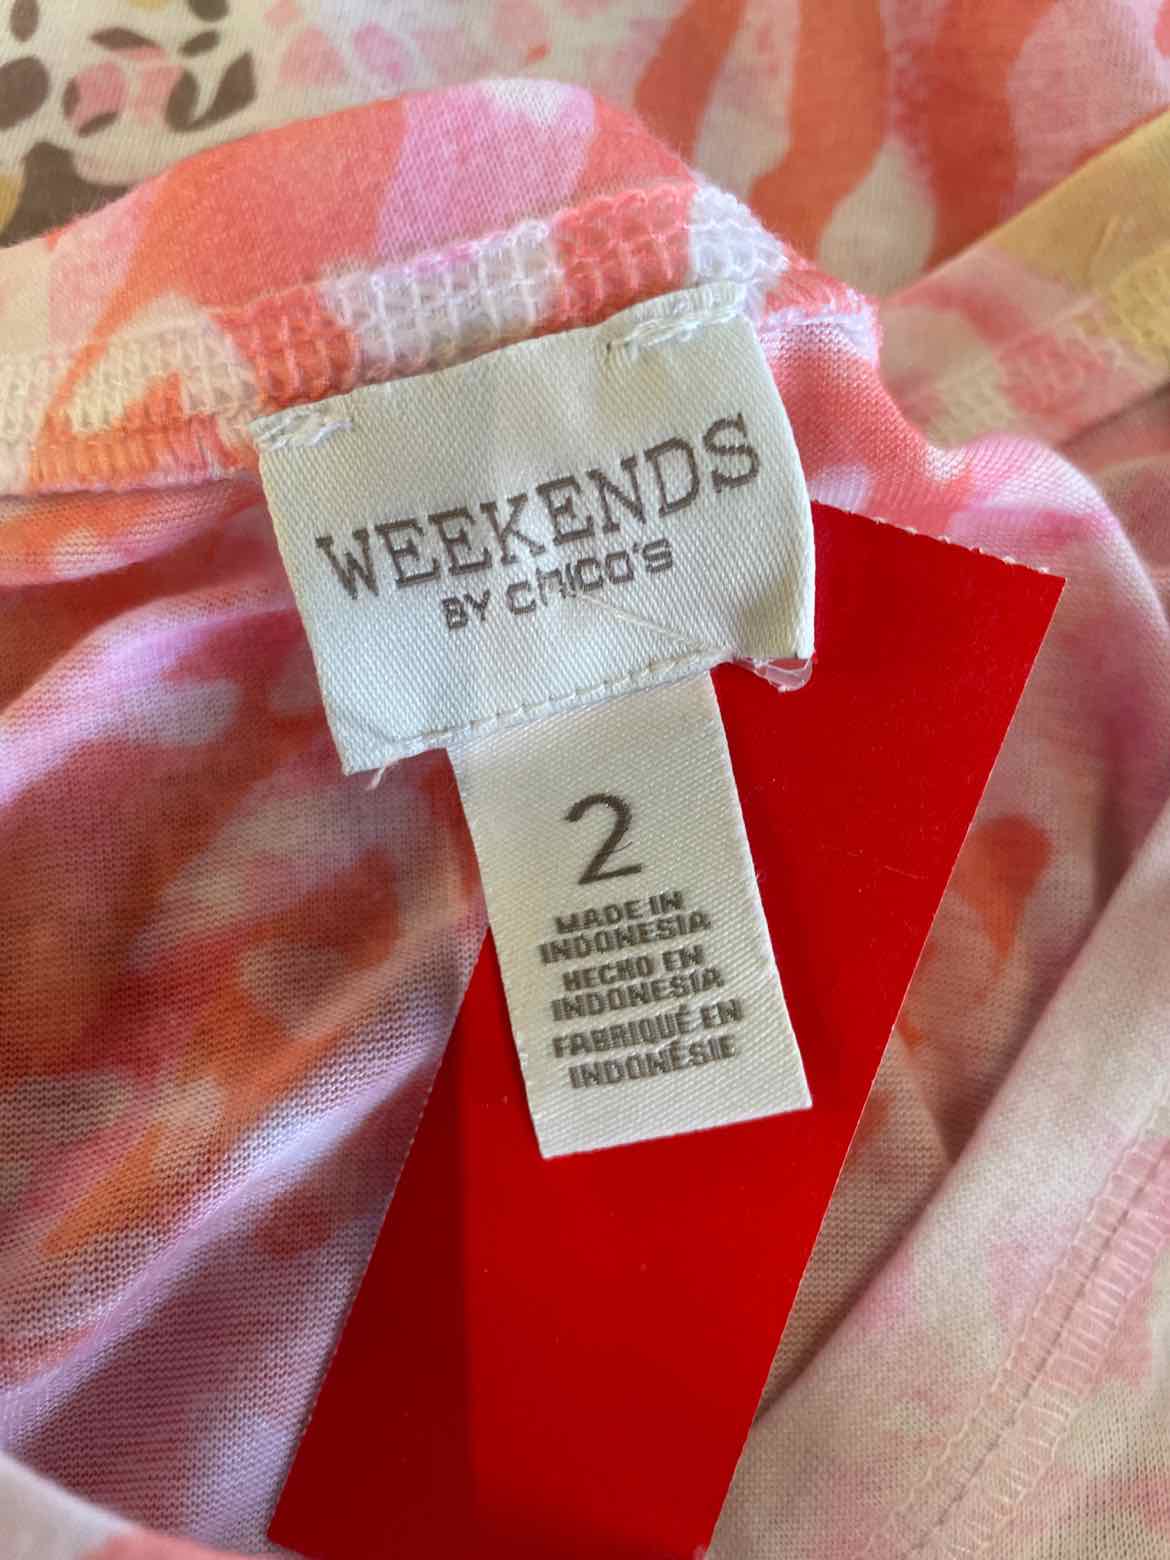 WEEKENDS
BY CHICO'S
2
MADE IN
INDONESIA
HECHO EN
INDONESIA
FABRIQUÉ EN
INDONÉSIE